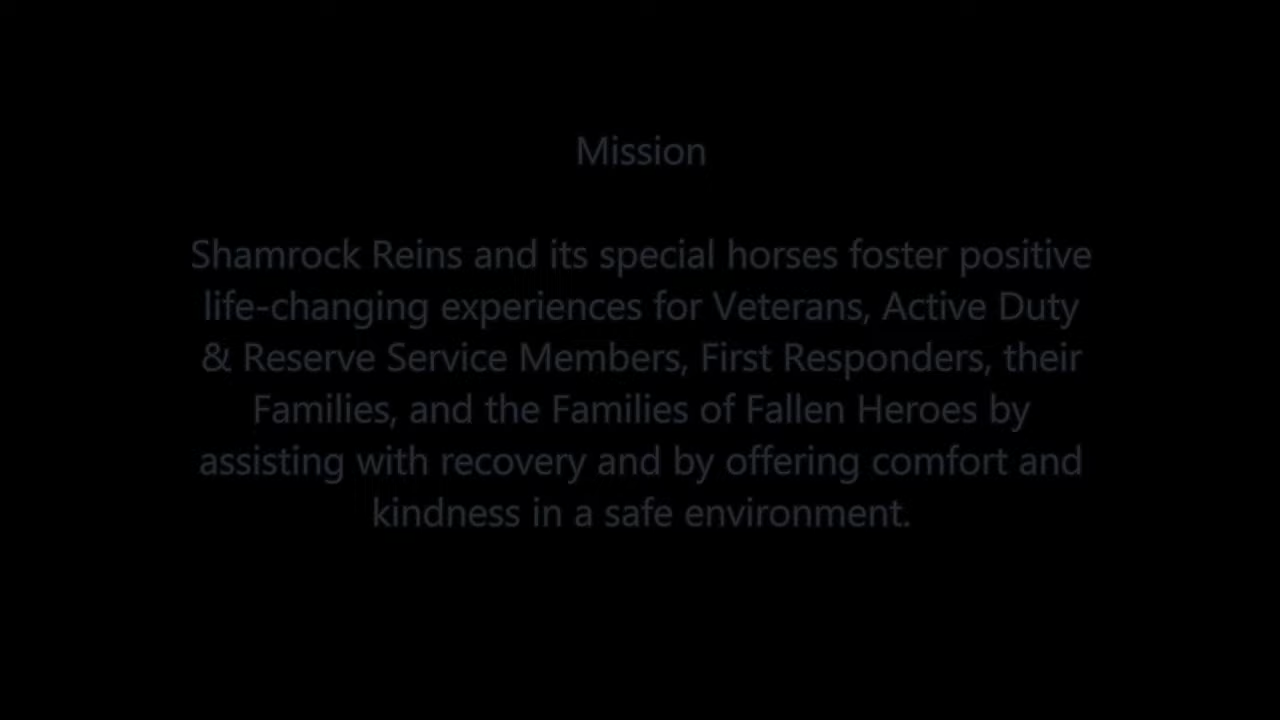 Mission
Shamrock Reins and its special horses foster positive
life-changing experiences for Veterans, Active Duty
& Reserve Service Members, First Responders, their
Families, and the Families of Fallen Heroes by
assisting with recovery and by offering comfort and
kindness in a safe environment.